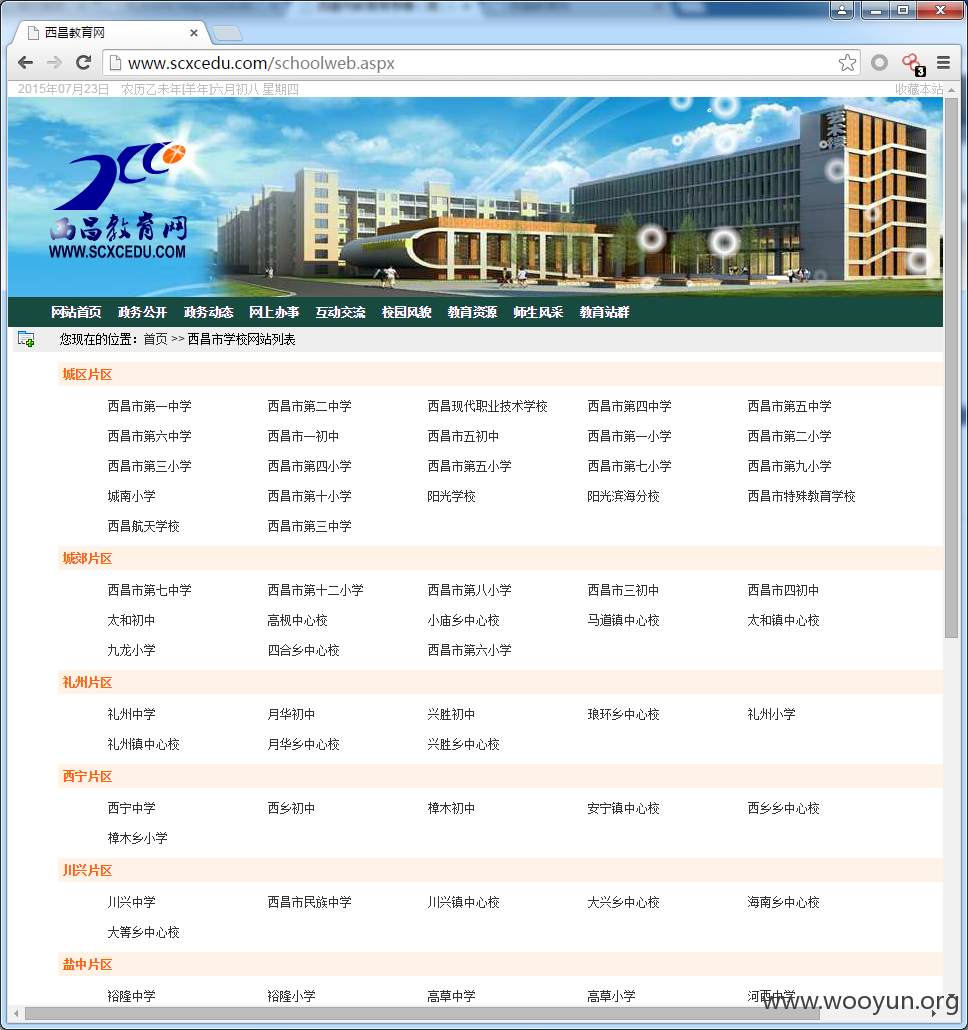 西昌教育网
www.scxcedu.com/schoolweb.aspx
3
2015年07月23日 农历乙未年[羊年]六月初八 星期四 收藏本站
西昌教育网
WWW.SCXCEDU.COM
网站首页 政务公开 政务动态 网上办事 互动交流 校园风貌 教育资源 师生风采 教育站群
您现在的位置：首页 >> 西昌市学校网站列表
城区片区
西昌市第一中学 西昌市第二中学 西昌现代职业技术学校 西昌市第四中学 西昌市第五中学
西昌市第六中学 西昌市一初中 西昌市五初中 西昌市第一小学 西昌市第二小学
西昌市第三小学 西昌市第四小学 西昌市第五小学 西昌市第七小学 西昌市第九小学
城南小学 西昌市第十小学 阳光学校 阳光滨海分校 西昌市特殊教育学校
西昌航天学校 西昌市第三中学
城郊片区
西昌市第七中学 西昌市第十二小学 西昌市第八小学 西昌市三初中 西昌市四初中
太和初中 高枧中心校 小庙乡中心校 马道镇中心校 太和镇中心校
九龙小学 四合乡中心校 西昌市第六小学
礼州片区
礼州中学 月华初中 兴胜初中 琅环乡中心校 礼州小学
礼州镇中心校 月华乡中心校 兴胜乡中心校
西宁片区
西宁中学 西乡初中 樟木初中 安宁镇中心校 西乡乡中心校
樟木乡小学
川兴片区
川兴中学 西昌市民族中学 川兴镇中心校 大兴乡中心校 海南乡中心校
大箐乡中心校
盐中片区
裕隆中学 裕隆小学 高草中学 高草小学 河西中学
www.wooyun.org